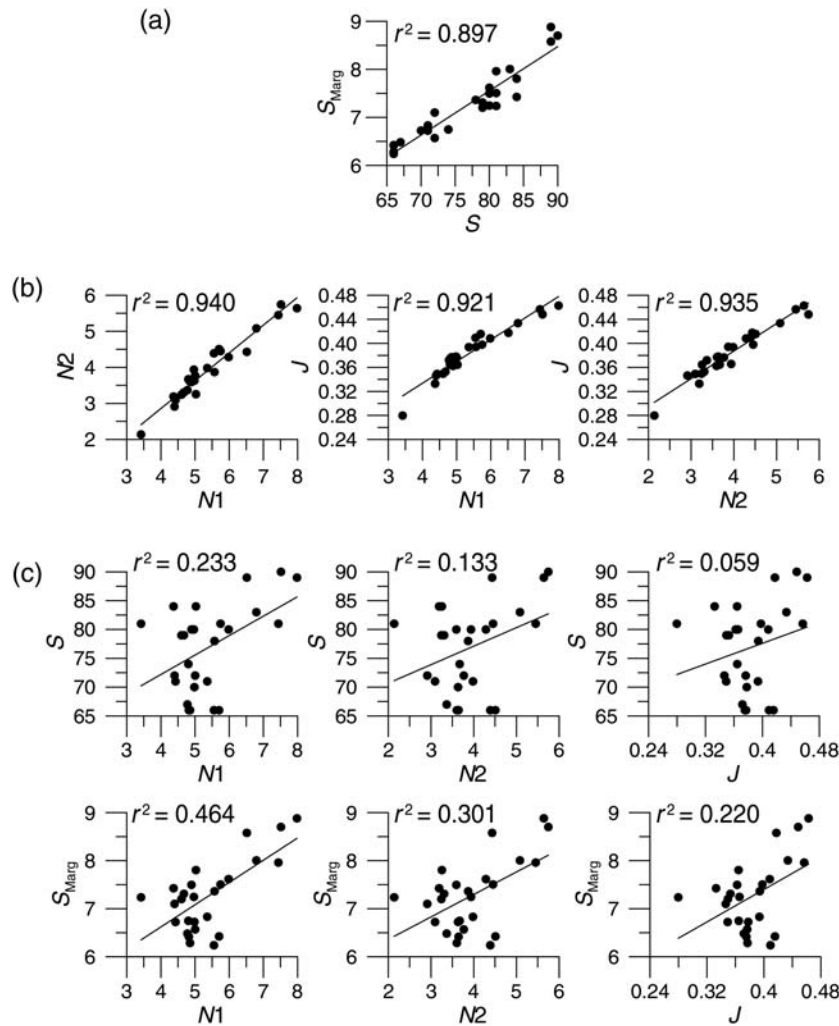 (a)
r² = 0.897
S_Marg
9
8
7
6
65 70 75 80 85 90
S
(b)
r² = 0.940
N2
6
5
4
3
2
3 4 5 6 7 8
N1
r² = 0.921
J
0.48
0.44
0.40
0.36
0.32
0.28
0.24
3 4 5 6 7 8
N1
r² = 0.935
J
0.48
0.44
0.40
0.36
0.32
0.28
0.24
2 3 4 5 6
N2
(c)
r² = 0.233
S
90
85
80
75
70
65
3 4 5 6 7 8
N1
r² = 0.133
S
90
85
80
75
70
65
2 3 4 5 6
N2
r² = 0.059
S
90
85
80
75
70
65
0.24 0.32 0.4 0.48
J
r² = 0.464
S_Marg
9
8
7
6
3 4 5 6 7 8
N1
r² = 0.301
S_Marg
9
8
7
6
2 3 4 5 6
N2
r² = 0.220
S_Marg
9
8
7
6
0.24 0.32 0.4 0.48
J